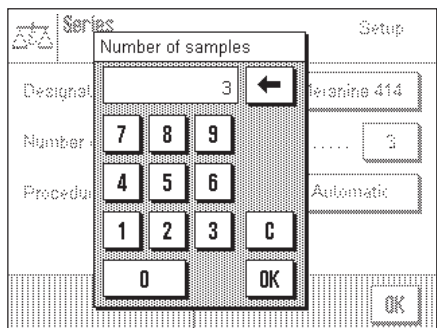 Series
Setup
Number of samples
3
Designat
leranine 414
7 8 9
Number
..... 3
4 5 6
Procedu
Automatic
1 2 3 C
0 OK
OK